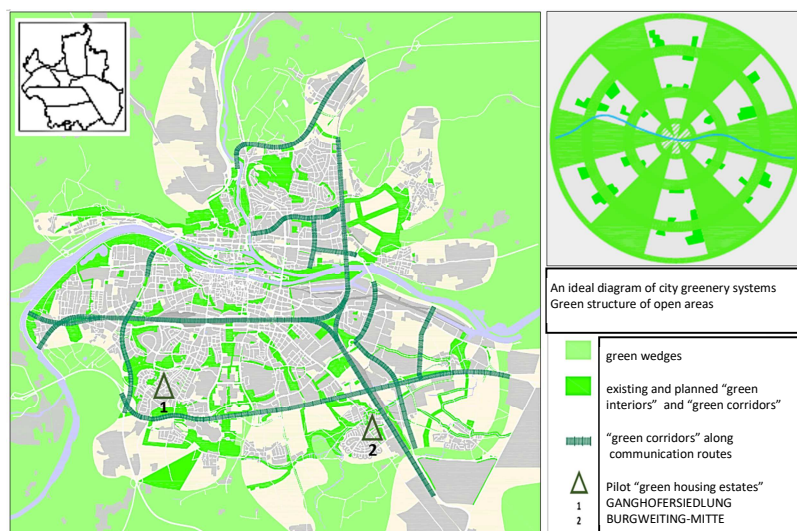 1
2
An ideal diagram of city greenery systems
Green structure of open areas
green wedges
existing and planned "green
interiors" and "green corridors"
"green corridors" along
communication routes
Pilot "green housing estates"
1 GANGHOFERSIEDLUNG
2 BURGWEITING-MITTE